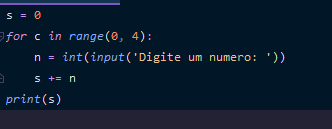 s = 0
for c in range(0, 4):
    n = int(input('Digite um numero: '))
    s += n
print(s)